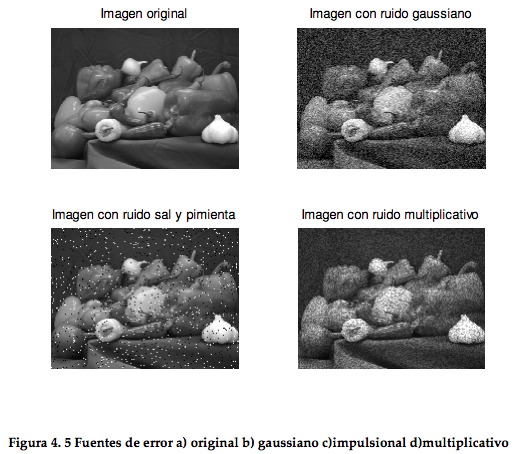 Imagen original
Imagen con ruido gaussiano
Imagen con ruido sal y pimienta
Imagen con ruido multiplicativo
Figura 4. 5 Fuentes de error a) original b) gaussiano c)impulsional d)multiplicativo